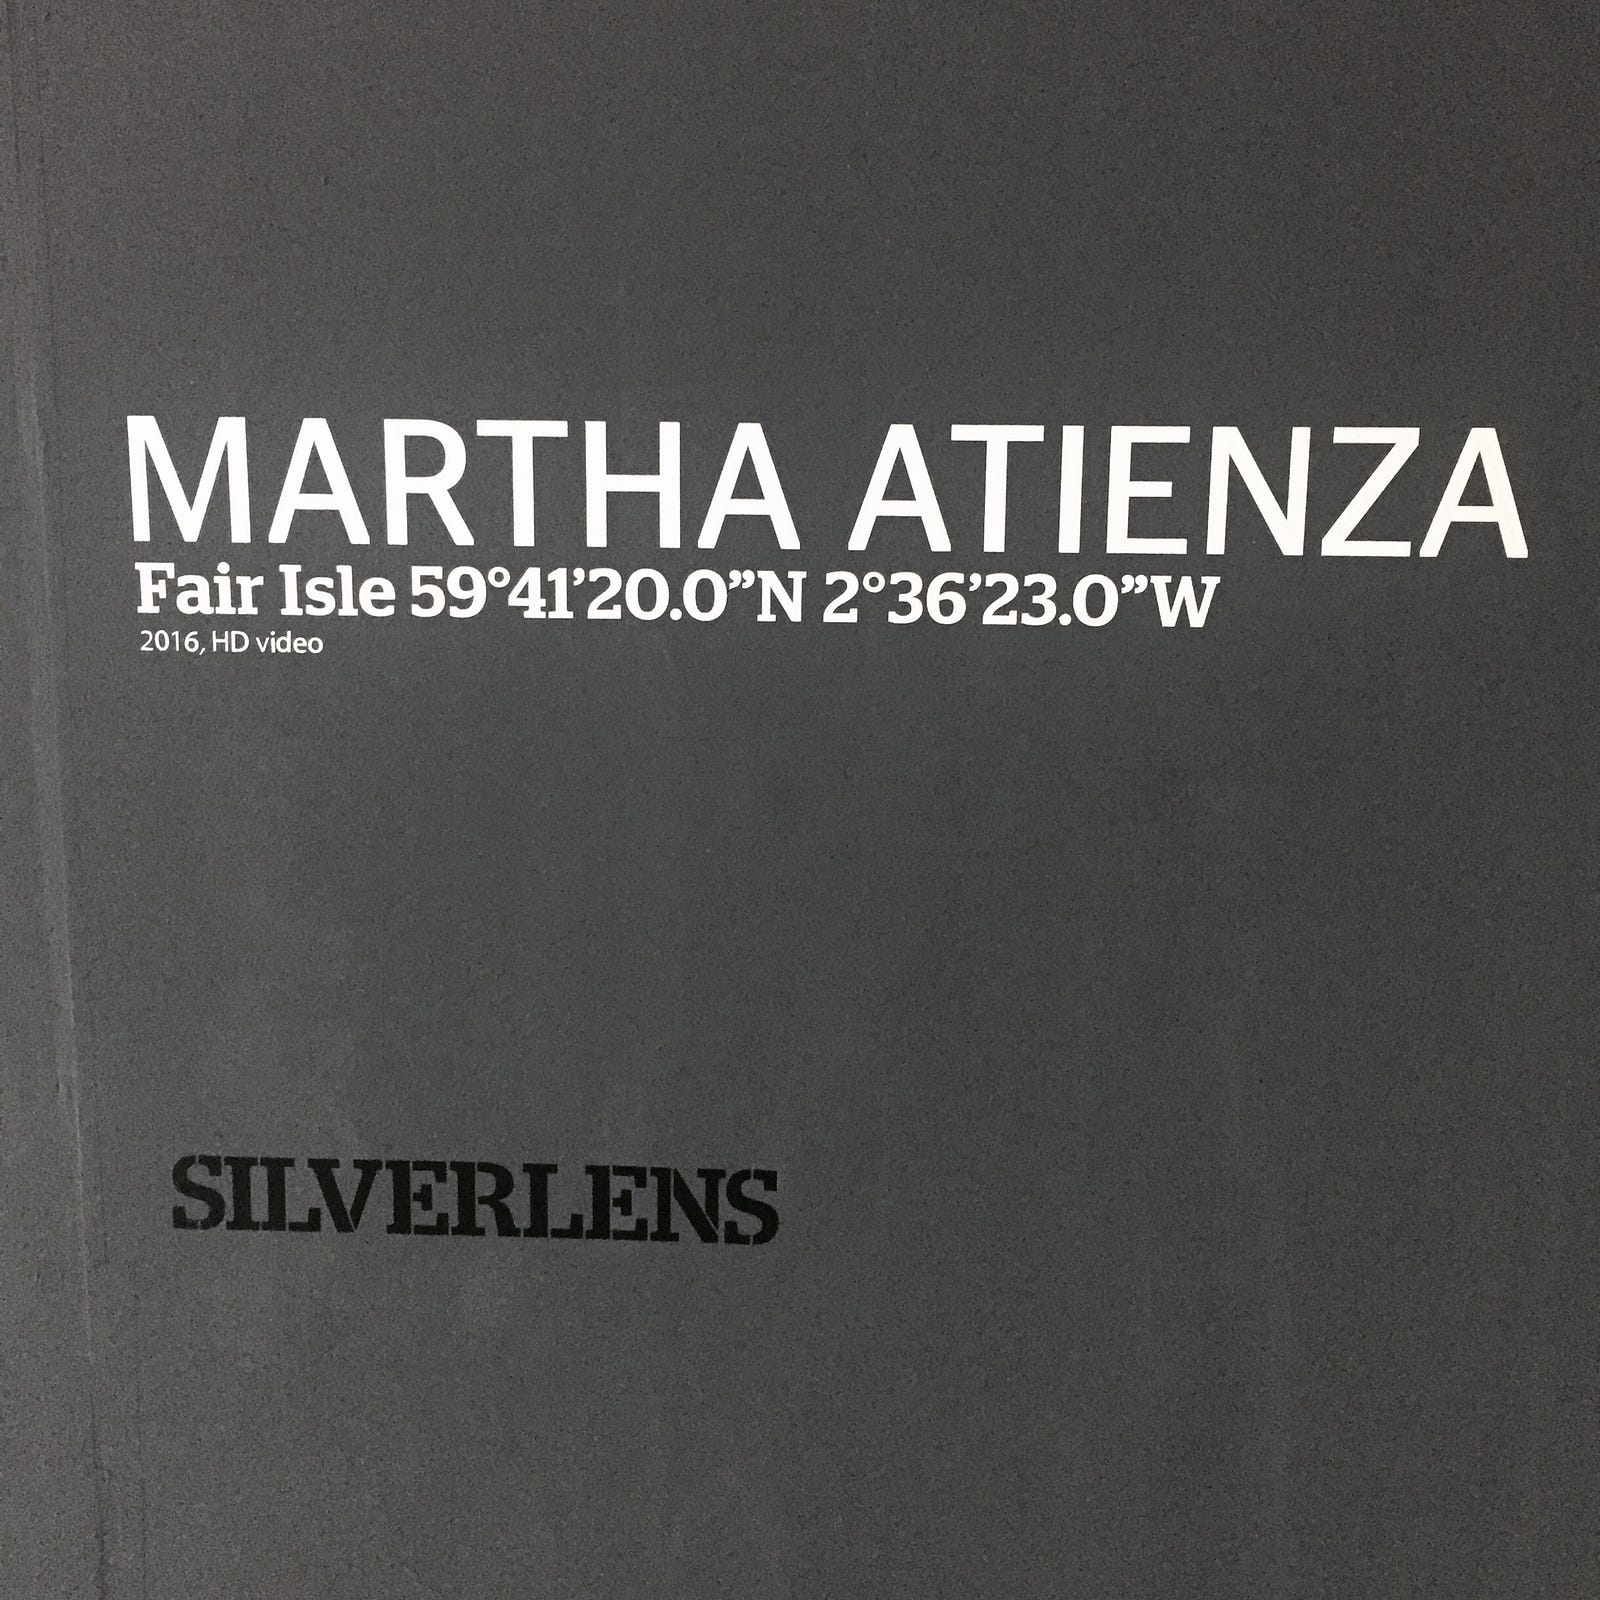 MARTHA ATIENZA
Fair Isle 59°41’20.0”N 2°36’23.0”W
2016, HD video
SILVERLENS